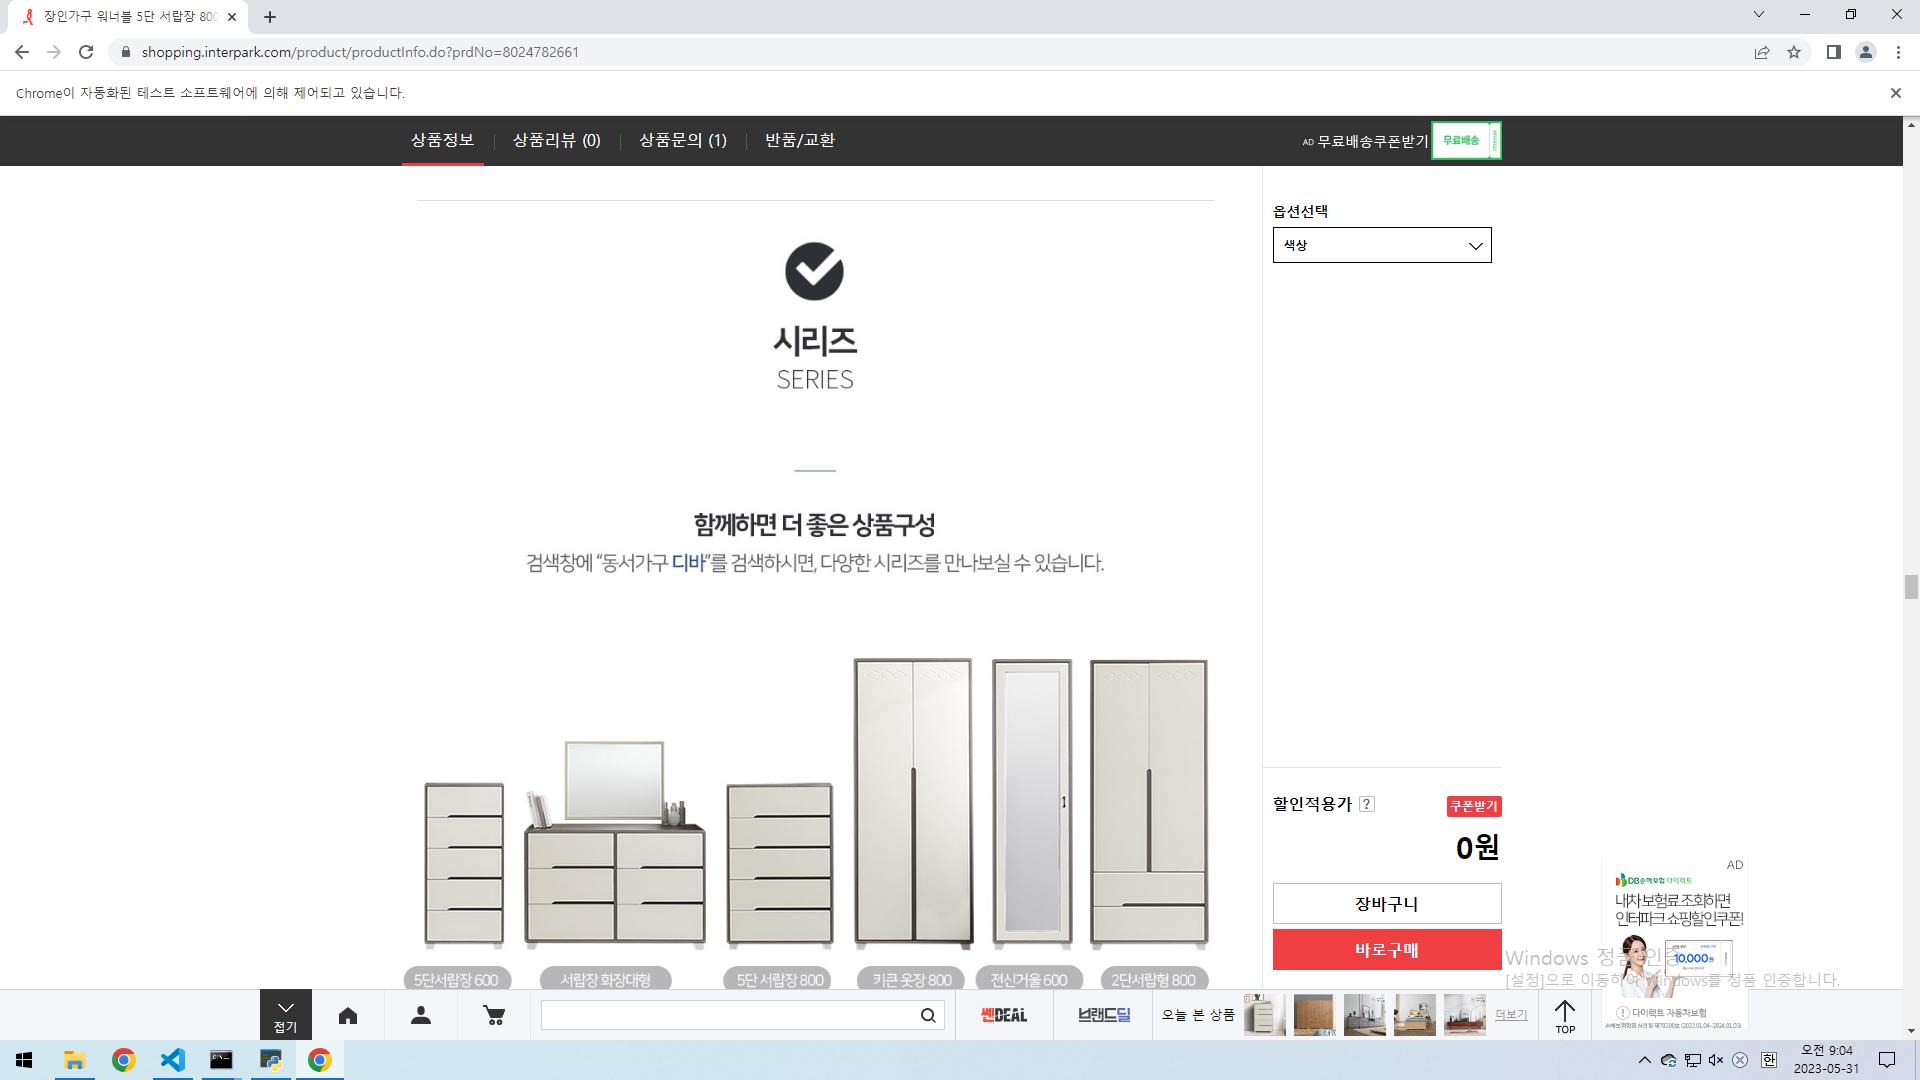 장인가구 워너블 5단 서랍장 800
shopping.interpark.com/product/productInfo.do?prdNo=8024782661
Chrome이 자동화된 테스트 소프트웨어에 의해 제어되고 있습니다.
상품정보 상품리뷰 (0) 상품문의 (1) 반품/교환 AD 무료배송쿠폰받기 무료배송
옵션선택
색상
시리즈
SERIES
함께하면 더 좋은 상품구성
검색창에 “동서가구 디바”를 검색하시면, 다양한 시리즈를 만나보실 수 있습니다.
할인적용가 ? 쿠폰받기
0원
장바구니
바로구매
5단서랍장 600 서랍장 화장대형 5단 서랍장 800 키큰 옷장 800 전신거울 600 2단서랍형 800
AD
DB손해보험 다이렉트
내차보험료 조회하면
인터파크 쇼핑할인쿠폰!
10,000원
다이렉트 자동차보험
Windows 정품 인증
[설정]으로 이동하여 Windows를 정품 인증합니다.
접기 쎈DEAL 브랜드딜 오늘 본 상품 더보기 TOP
한 오전 9:04
2023-05-31